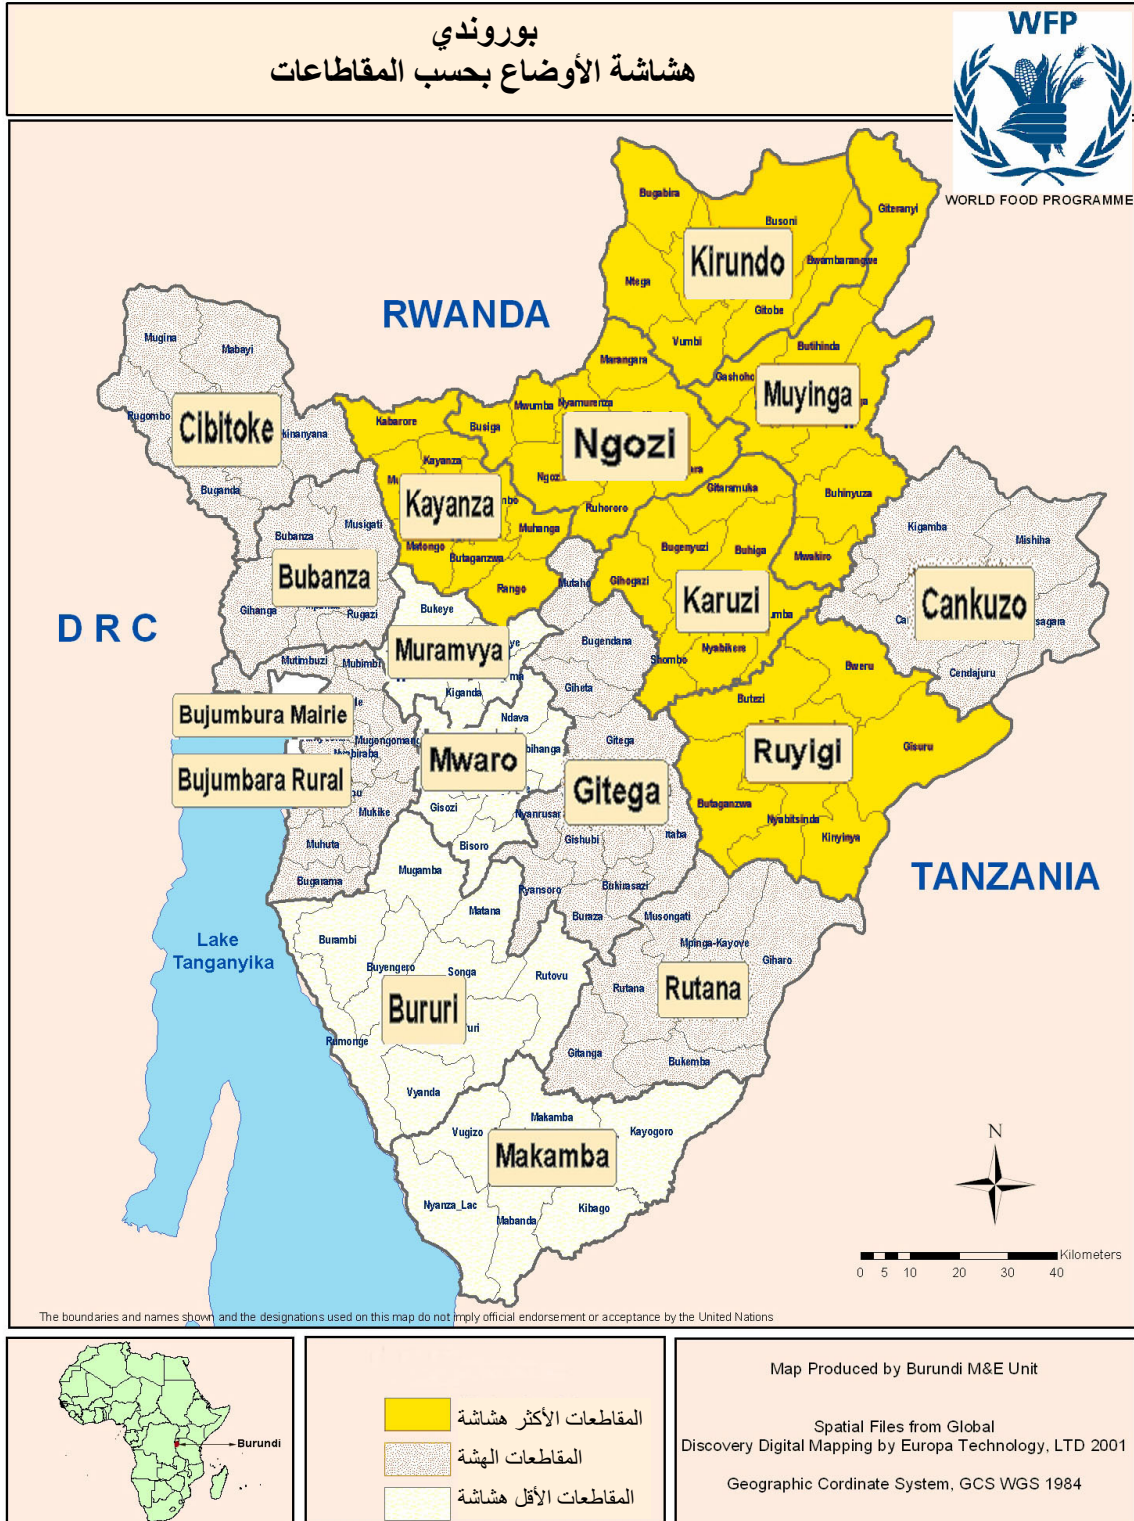 بوروندي
هشاشة الأوضاع بحسب المقاطاعات
WFP
WORLD FOOD PROGRAMME
Bugabira
Busoni
Giteranyi
Kirundo
Bwambarangwe
Ntega
Gitobe
RWANDA
Vumbi
Mugina
Mabayi
Butihinda
Marangara
Gashoho
Muyinga
Rugombo
Cibitoke
Kabarore
Mwumba
Nyamurenza
Busiga
Ngozi
Kayanza
Buganda
Kayanza
Gitaramuka
Buhinyuza
Ruhororo
Musigati
Muhanga
Kigamba
Bubanza
Mishiha
Matongo
Butaganzwa
Bugenyuzi
Buhiga
Mwakiro
Bubanza
Rango
Mutaho
Gihogazi
Karuzi
Cankuzo
Gihanga
Rugazi
Bukeye
DRC
Muramvya
Bugendana
Nyabikere
Shombo
Mutimbuzi
Mubimbi
Bweru
Cendajuru
Kiganda
Giheta
Butezi
Bujumbura Mairie
Ndava
Mugongomanga
Gitega
Gisuru
Mwaro
Ruyigi
Bujumbara Rural
Gitega
Mukike
Gisozi
Butaganzwa
Nyabitsinda
Muhuta
Bisoro
Gishubi
Itaba
Kinyinya
Mugamba
TANZANIA
Bugarama
Bukirasazi
Matana
Buraza
Musongati
Lake
Tanganyika
Burambi
Mpinga-Kayove
Giharo
Buyengero
Songa
Rutovu
Rutana
Rutana
Bururi
Rumonge
Gitanga
Bukemba
Vyanda
Makamba
Vugizo
Kayogoro
Makamba
Nyanza_Lac
Mabanda
Kibago
N
Kilometers
0 5 10 20 30 40
The boundaries and names shown and the designations used on this map do not imply official endorsement or acceptance by the United Nations
Burundi
المقاطعات الأكثر هشاشة
المقاطعات الهشة
المقاطعات الأقل هشاشة
Map Produced by Burundi M&E Unit
Spatial Files from Global
Discovery Digital Mapping by Europa Technology, LTD 2001
Geographic Cordinate System, GCS WGS 1984